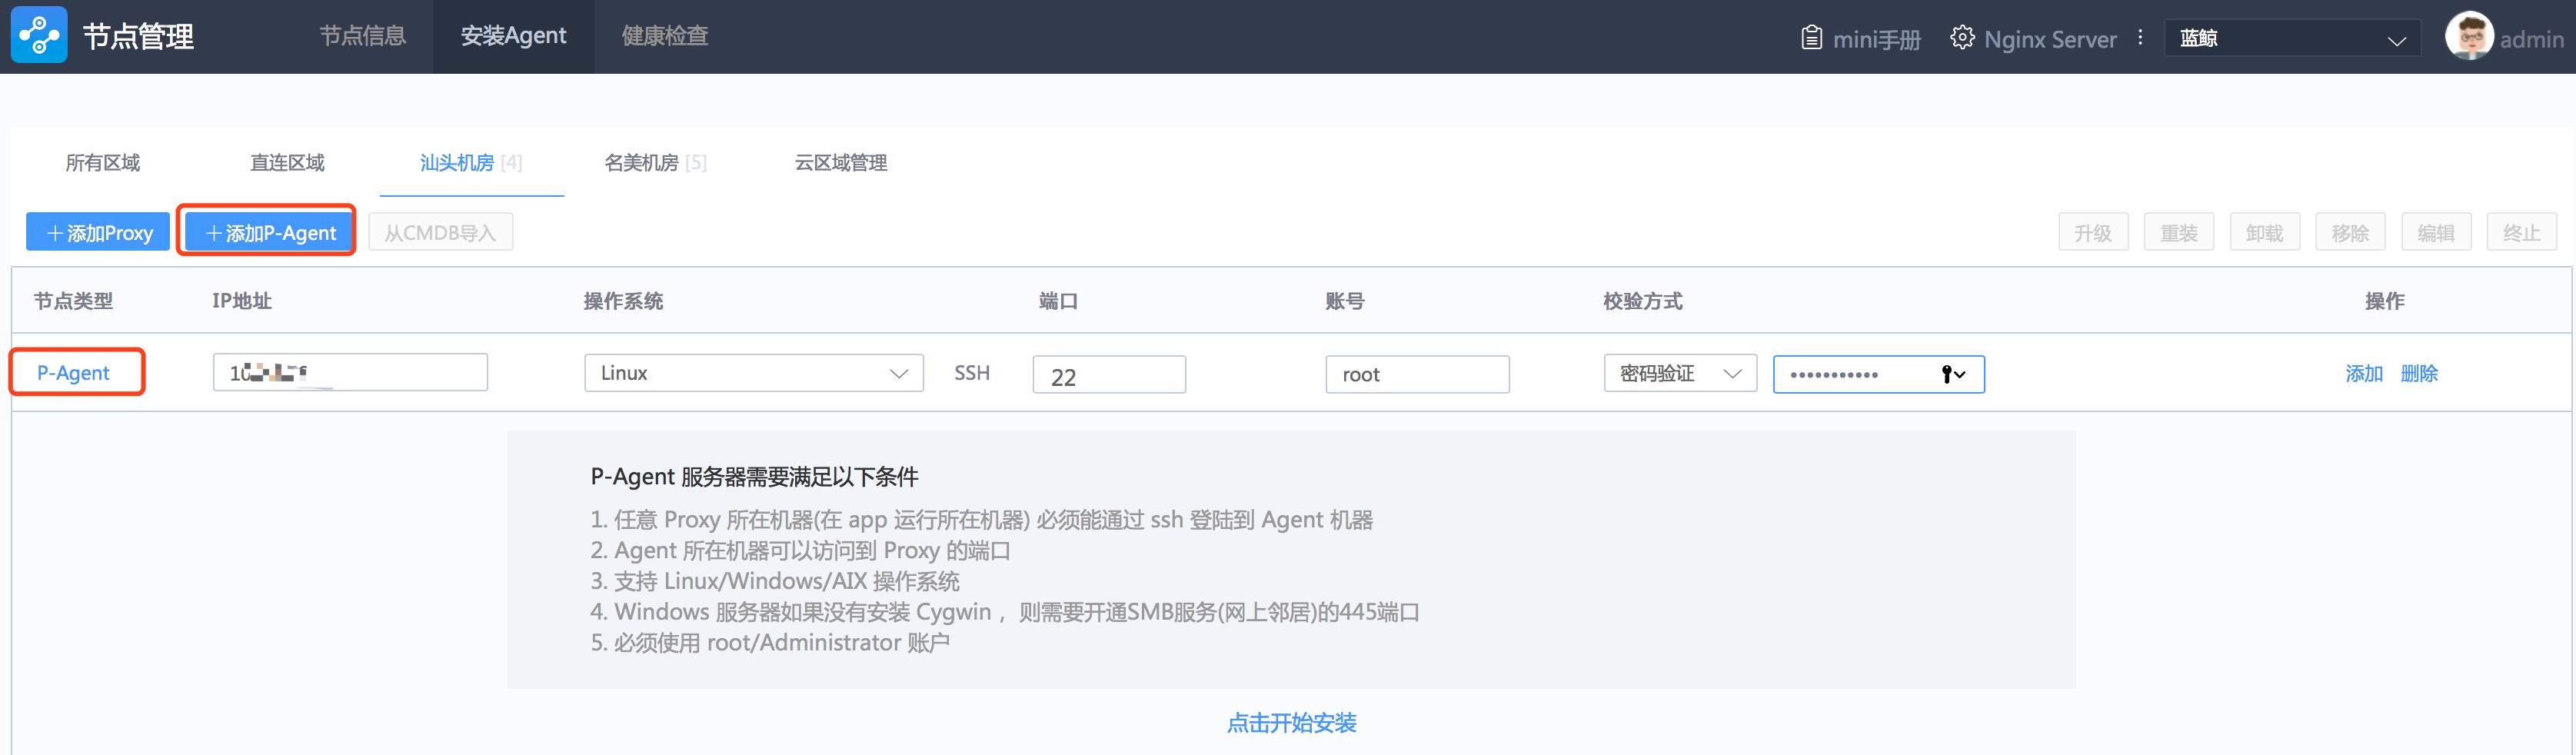 节点管理 节点信息 安装Agent 健康检查 mini手册 Nginx Server 蓝鲸 admin
所有区域 直连区域 汕头机房 [4] 名美机房 [5] 云区域管理
+添加Proxy +添加P-Agent 从CMDB导入 升级 重装 卸载 移除 编辑 终止
节点类型 IP地址 操作系统 端口 账号 校验方式 操作
P-Agent Linux SSH 22 root 密码验证 ••••••••••• 添加 删除
P-Agent 服务器需要满足以下条件
1. 任意 Proxy 所在机器(在 app 运行所在机器) 必须能通过 ssh 登陆到 Agent 机器
2. Agent 所在机器可以访问到 Proxy 的端口
3. 支持 Linux/Windows/AIX 操作系统
4. Windows 服务器如果没有安装 Cygwin ，则需要开通SMB服务(网上邻居)的445端口
5. 必须使用 root/Administrator 账户
点击开始安装